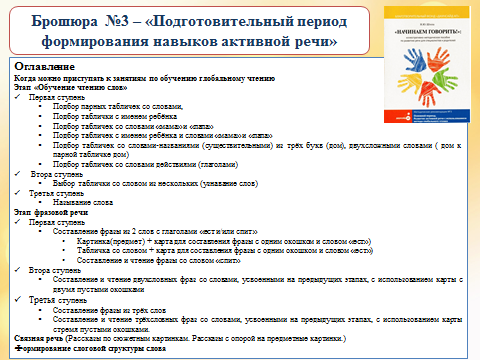 Брошюра №3 – «Подготовительный период
формирования навыков активной речи»
Оглавление
Когда можно приступать к занятиям по обучению глобальному чтению
Этап «Обучение чтению слов»
Первая ступень
Подбор парных табличек со словами,
Подбор таблички с именем ребёнка
Подбор табличек со словами «мама»и «папа»
Подбор табличек с именем ребёнка и словами «мама»и «папа»
Подбор табличек со словами-названиями (существительными) из трёх букв (дом), двухсложными словами ( дом к
парной табличке дом)
Подбор табличек со словами действиями (глаголами)
Втора ступень
Выбор таблички со словом из нескольких (узнавание слов)
Третья ступень
Называние слова
Этап фразовой речи
Первая ступень
Составление фразы из 2 слов с глаголами «ест и/или спит»
Картинка(предмет) + карта для составления фразы с одним окошком и словом «ест»)
Табличка со словом + карта для составления фразы с одним окошком и словом «ест»)
Составление и чтение фразы со словом «спит»
Втора ступень
Составление и чтение двухсловных фраз со словами, усвоенными на предыдущих этапах, с использованием карты с
двумя пустыми окошками
Третья ступень
Составление фразы из трёх слов
Составление и чтение трёхсловных фраз со словами, усвоенными на предыдущих этапах, с использованием карты
стремя пустыми окошками.
Связная речь (Рассказы по сюжетным картинкам. Рассказы с опорой на предметные картинки.)
Формирование слоговой структуры слова
«НАЧИНАЕМ ГОВОРИТЬ!»: